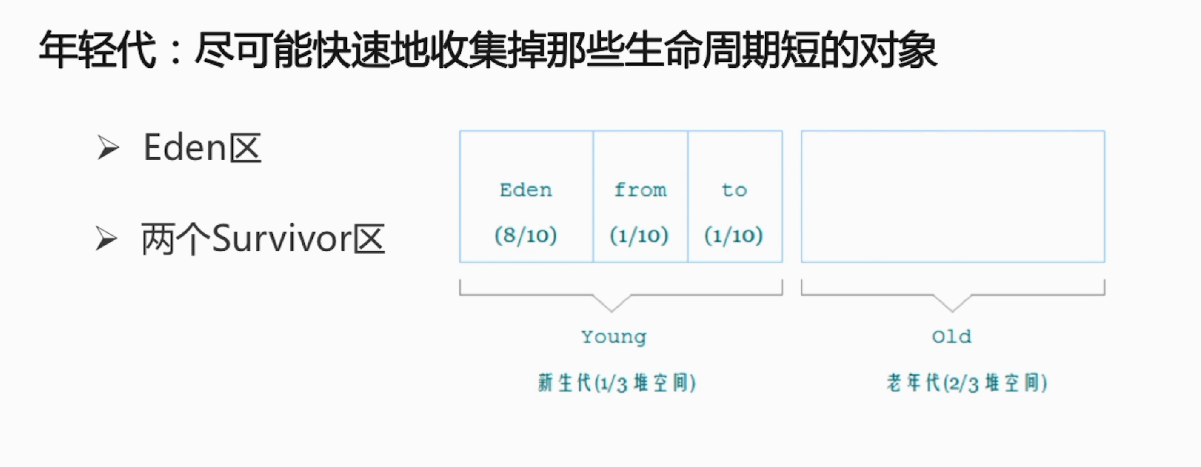 年轻代：尽可能快速地收集掉那些生命周期短的对象
Eden区
两个Survivor区
Eden
(8/10)
from
(1/10)
to
(1/10)
Young
新生代(1/3 堆空间)
Old
老年代(2/3 堆空间)